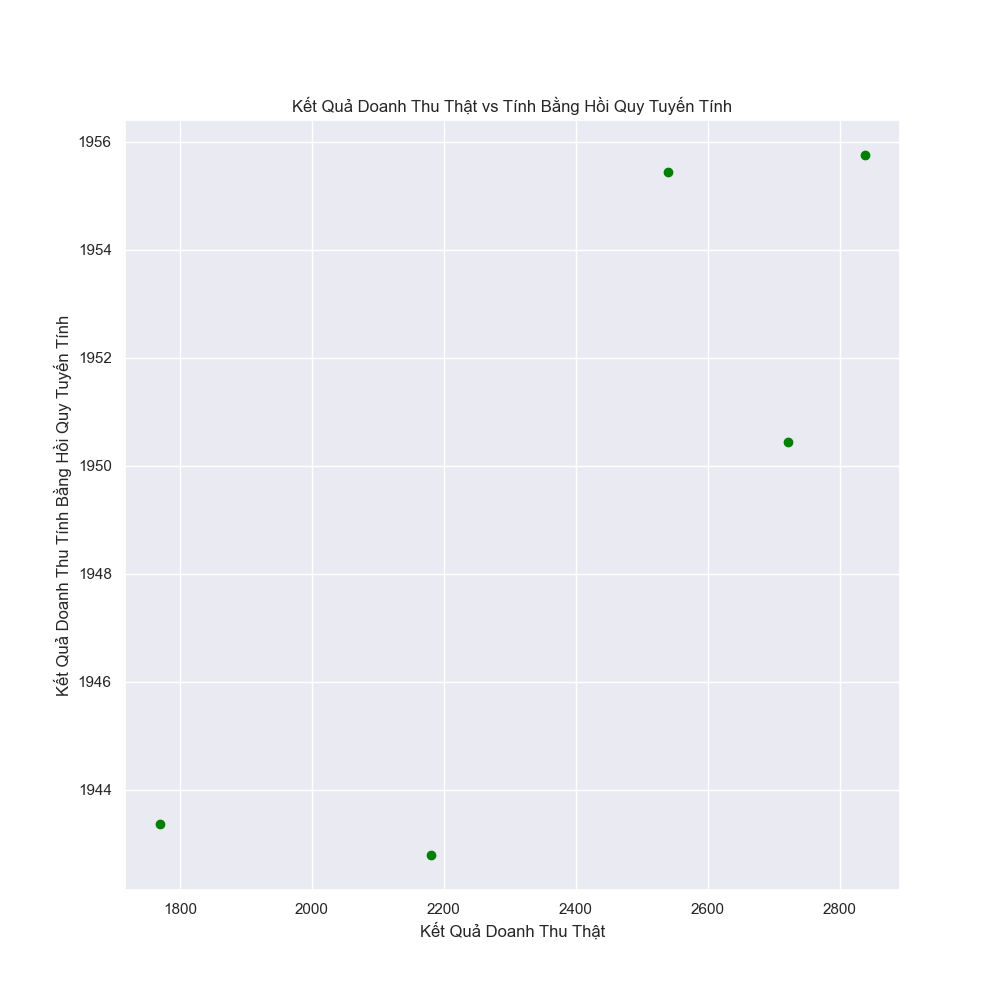 Kết Quả Doanh Thu Thật vs Tính Bằng Hồi Quy Tuyến Tính
Kết Quả Doanh Thu Tính Bằng Hồi Quy Tuyến Tính
1956
1954
1952
1950
1948
1946
1944
1800 2000 2200 2400 2600 2800
Kết Quả Doanh Thu Thật